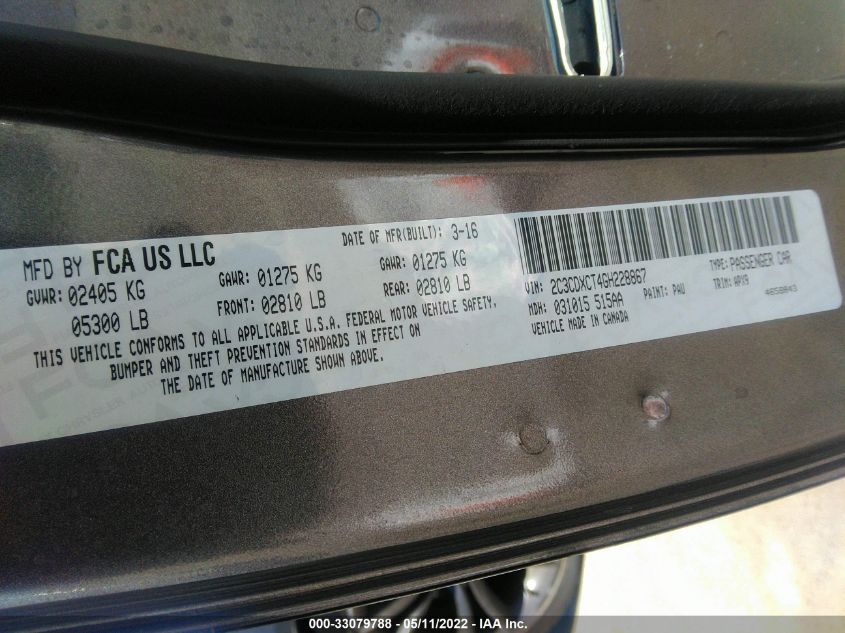 MFD BY FCA US LLC
DATE OF MFR(BUILT): 3-16
GVWR: 02405 KG
GAWR: 01275 KG
GAWR: 01275 KG
05300 LB
FRONT: 02810 LB
REAR: 02810 LB
THIS VEHICLE CONFORMS TO ALL APPLICABLE U.S.A. FEDERAL MOTOR VEHICLE SAFETY,
BUMPER AND THEFT PREVENTION STANDARDS IN EFFECT ON
THE DATE OF MANUFACTURE SHOWN ABOVE.
VIN: 2C3CDXCT4GH228867
TYPE: PASSENGER CAR
MDH: 031015 515AA
PAINT: PAU
TRIM: APX9
VEHICLE MADE IN CANADA
4658843
000-33079788 - 05/11/2022 - IAA Inc.